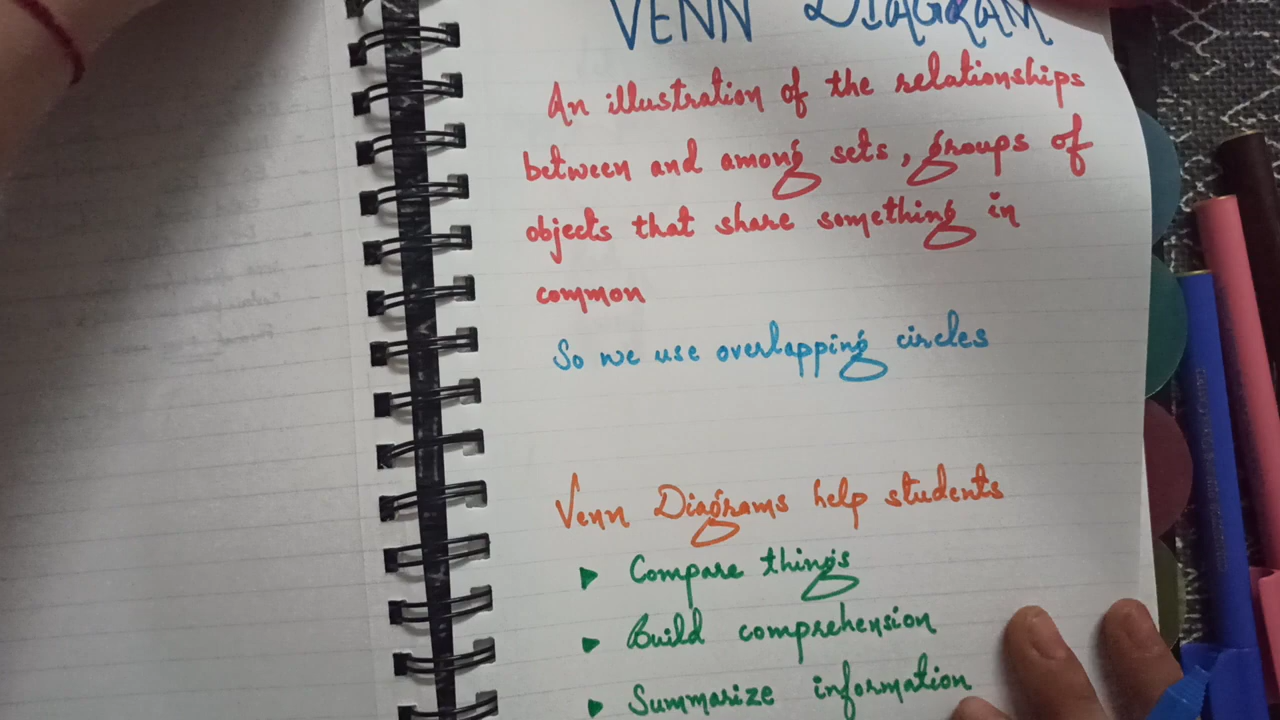 VENN DIAGRAM
An illustration of the relationships
between and among sets, groups of
objects that share something in
common
So we use overlapping circles
Venn Diagrams help students
▶ Compare things
▶ Build comprehension
▶ Summarize information